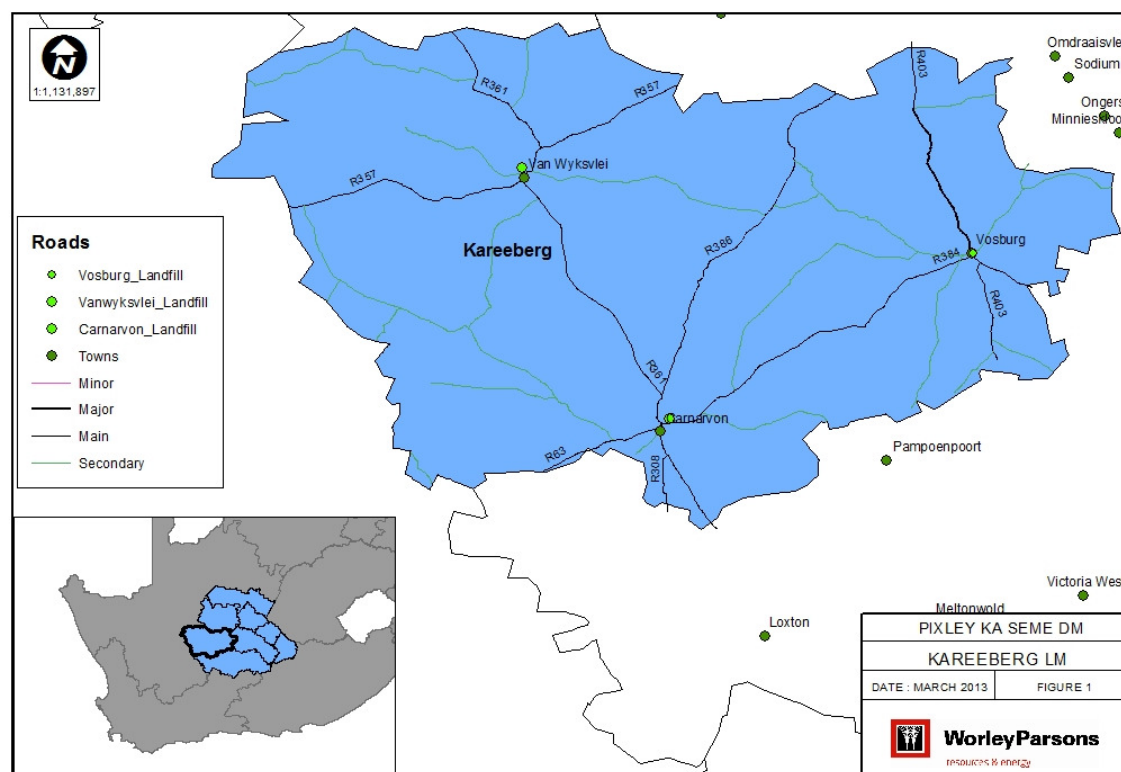 N
1:1,131,897
R361
R357
R403
Omdraaisvle
Sodium
Ongers
Minnieskloo
Van Wyksvlei
R357
Kareeberg
R386
R384
Vosburg
R403
R361
Carnarvon
R63
R308
Pampoenpoort
Roads
Vosburg_Landfill
Vanwyksvlei_Landfill
Carnarvon_Landfill
Towns
Minor
Major
Main
Secondary
Victoria Wes
Meltonwold
Loxton
PIXLEY KA SEME DM
KAREEBERG LM
DATE : MARCH 2013
FIGURE 1
WorleyParsons
resources & energy